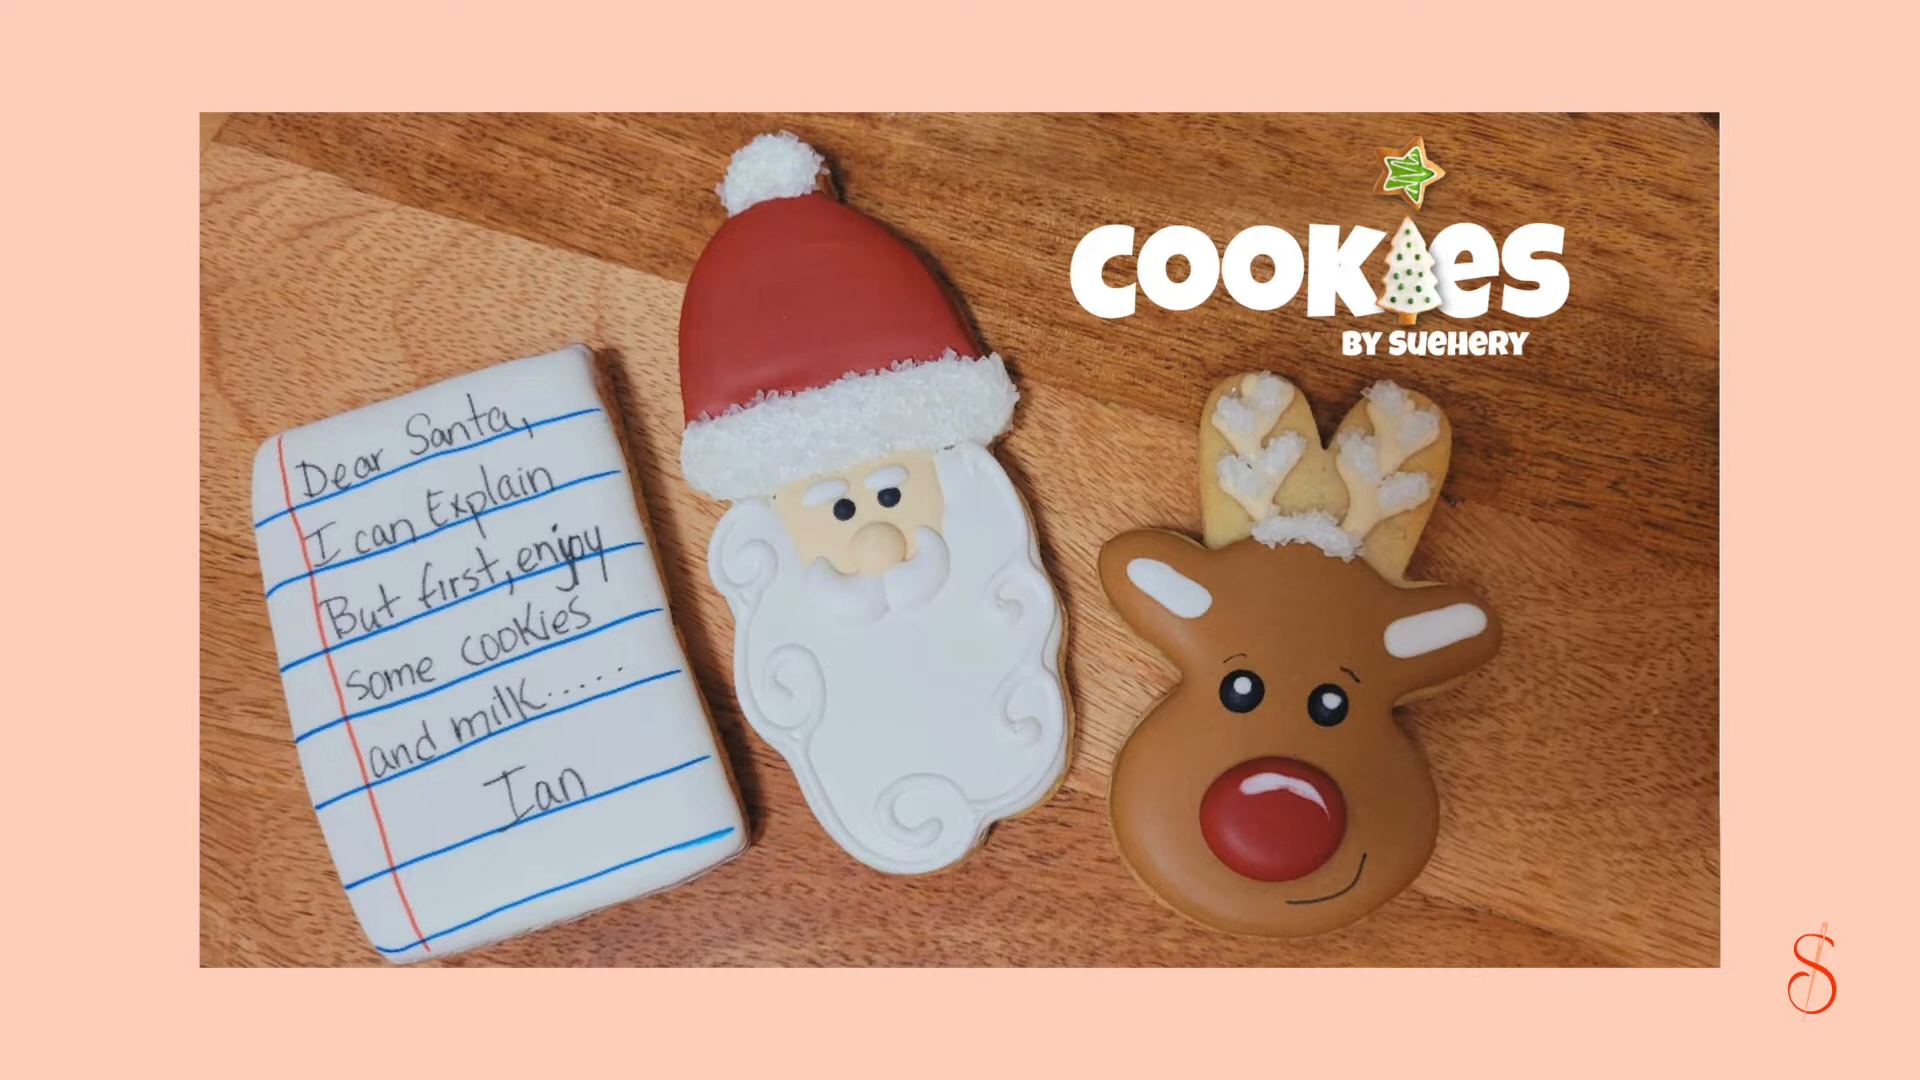 Dear Santa,
I can Explain
But first, enjoy
some cookies
and milk.....
Ian
COOKIES
BY SUEHERY
S